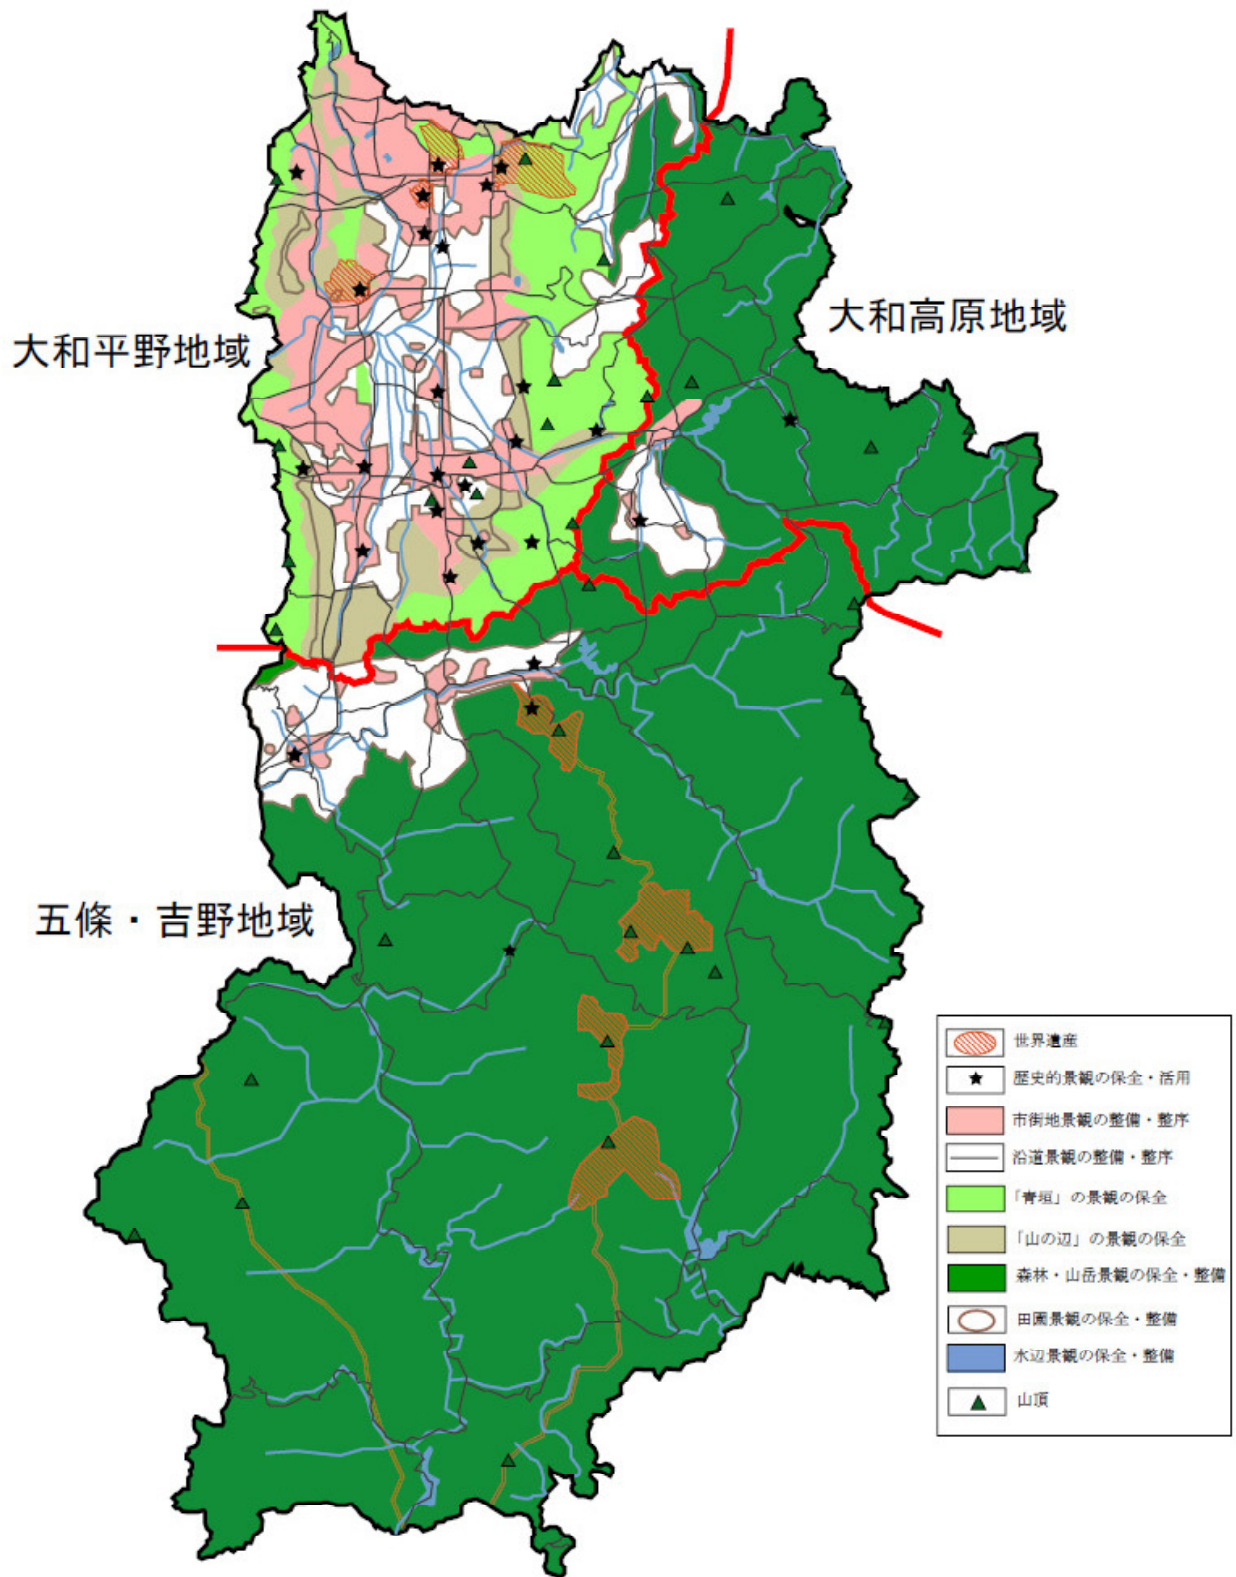 大和高原地域
大和平野地域
五條・吉野地域
世界遺産
歴史的景観の保全・活用
市街地景観の整備・整序
沿道景観の整備・整序
「青垣」の景観の保全
「山の辺」の景観の保全
森林・山岳景観の保全・整備
田園景観の保全・整備
水辺景観の保全・整備
山頂